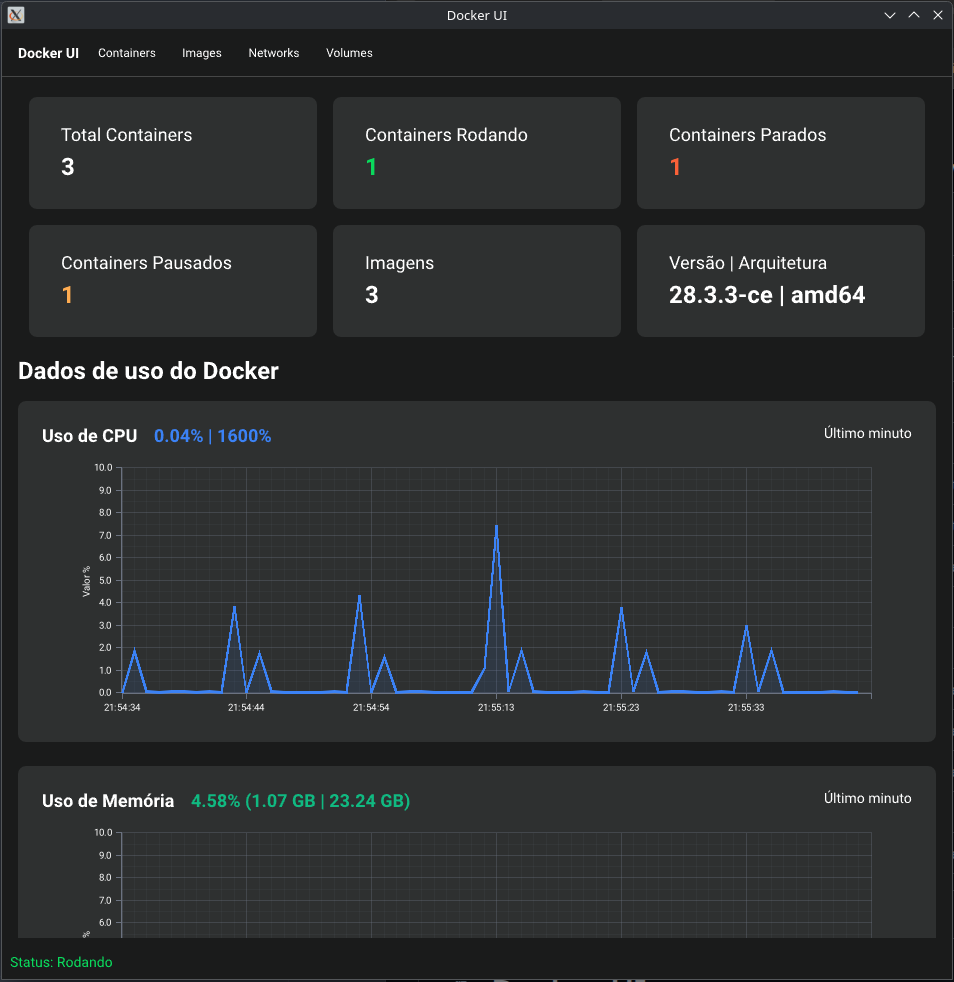 Docker UI
Docker UI Containers Images Networks Volumes
Total Containers
3
Containers Rodando
1
Containers Parados
1
Containers Pausados
1
Imagens
3
Versão | Arquitetura
28.3.3-ce | amd64
Dados de uso do Docker
Uso de CPU 0.04% | 1600%
Último minuto
10.0
9.0
8.0
7.0
6.0
5.0
4.0
3.0
2.0
1.0
0.0
Valor %
21:54:34 21:54:44 21:54:54 21:55:13 21:55:23 21:55:33
Uso de Memória 4.58% (1.07 GB | 23.24 GB)
Último minuto
10.0
9.0
8.0
7.0
6.0
%
Status: Rodando